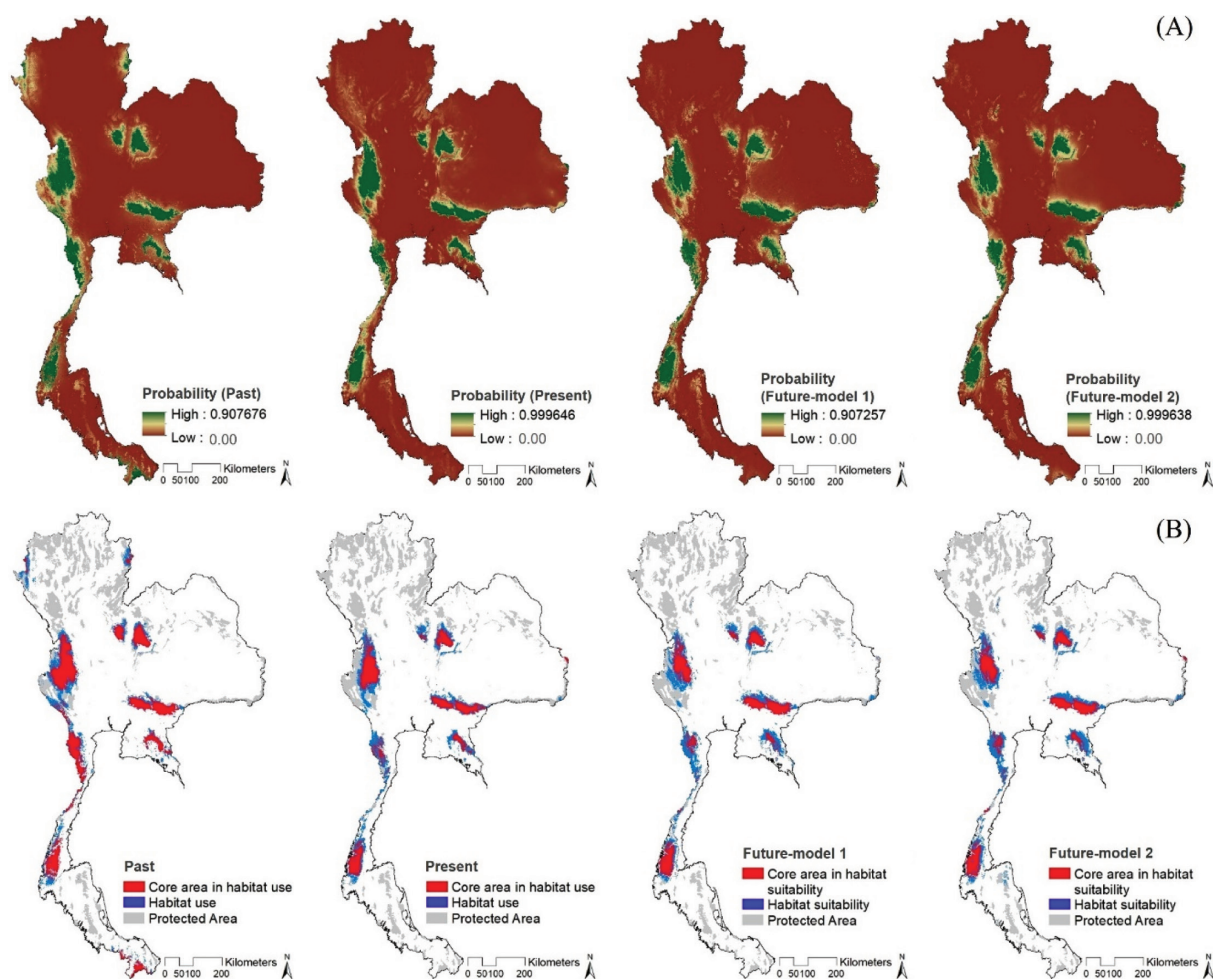 (A)
Probability (Past)
High : 0.907676
Low : 0.00
0 50100 200 Kilometers N
Probability (Present)
High : 0.999646
Low : 0.00
0 50100 200 Kilometers N
Probability
(Future-model 1)
High : 0.907257
Low : 0.00
0 50100 200 Kilometers N
Probability
(Future-model 2)
High : 0.999638
Low : 0.00
0 50100 200 Kilometers N
(B)
Past
Core area in habitat use
Habitat use
Protected Area
0 50100 200 Kilometers N
Present
Core area in habitat use
Habitat use
Protected Area
0 50100 200 Kilometers N
Future-model 1
Core area in habitat
suitability
Habitat suitability
Protected Area
0 50100 200 Kilometers N
Future-model 2
Core area in habitat
suitability
Habitat suitability
Protected Area
0 50100 200 Kilometers N